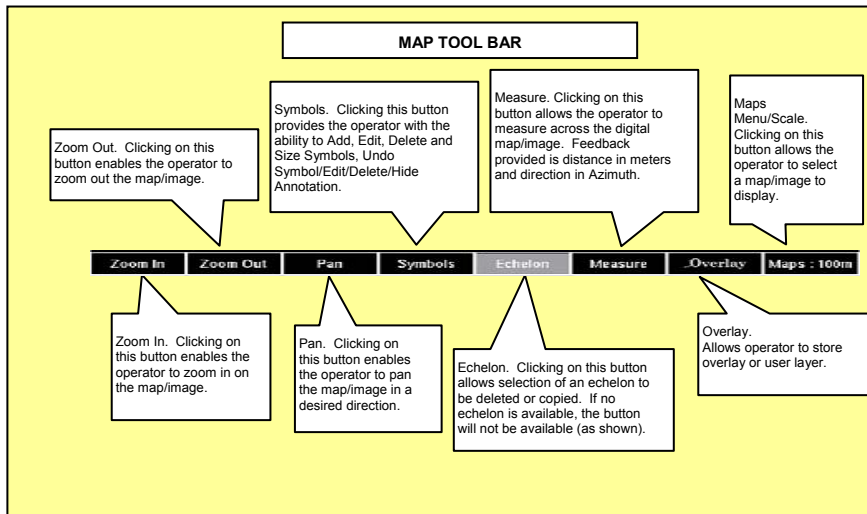 MAP TOOL BAR
Zoom Out. Clicking on this
button enables the operator to
zoom out the map/image.
Symbols. Clicking this button
provides the operator with the
ability to Add, Edit, Delete and
Size Symbols, Undo
Symbol/Edit/Delete/Hide
Annotation.
Measure. Clicking on this
button allows the operator to
measure across the digital
map/image. Feedback
provided is distance in meters
and direction in Azimuth.
Maps
Menu/Scale.
Clicking on this
button allows the
operator to select
a map/image to
display.
Zoom In Zoom Out Pan Symbols Echelon Measure Overlay Maps : 100m
Zoom In. Clicking on
this button enables the
operator to zoom in on
the map/image.
Pan. Clicking on
this button enables
the operator to pan
the map/image in a
desired direction.
Echelon. Clicking on this button
allows selection of an echelon to
be deleted or copied. If no
echelon is available, the button
will not be available (as shown).
Overlay.
Allows operator to store
overlay or user layer.